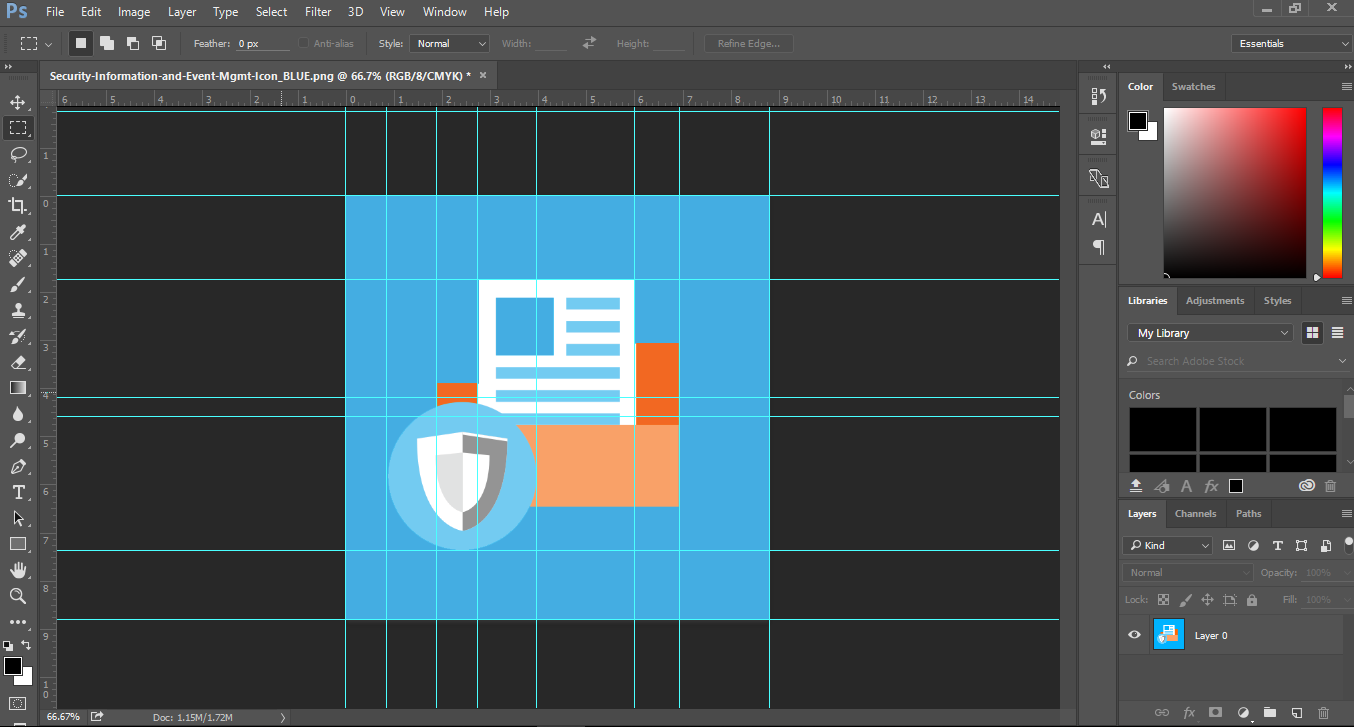 Ps File Edit Image Layer Type Select Filter 3D View Window Help
Feather: 0 px Anti-alias Style: Normal Width: Height: Refine Edge... Essentials
Security-Information-and-Event-Mgmt-Icon_BLUE.png @ 66.7% (RGB/8/CMYK) * ×
6 5 4 3 2 1 0 1 2 3 4 5 6 7 8 9 10 11 12 13 14
1
0
1
2
3
4
5
6
7
8
9
10
Color Swatches
Libraries Adjustments Styles
My Library
Search Adobe Stock
Colors
Layers Channels Paths
Kind
Normal Opacity: 100%
Lock: Fill: 100%
Layer 0
66.67% Doc: 1.15M/1.72M